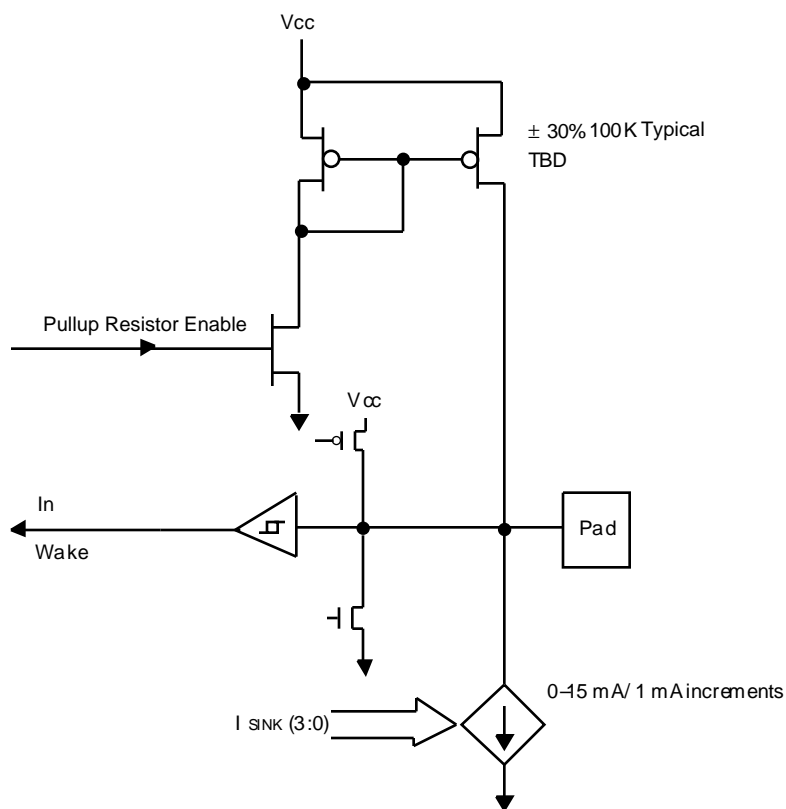 Vcc
± 30% 100K Typical
TBD
Pullup Resistor Enable
Vcc
In
Wake
Pad
0–15 mA/ 1 mA increments
I SINK (3:0)